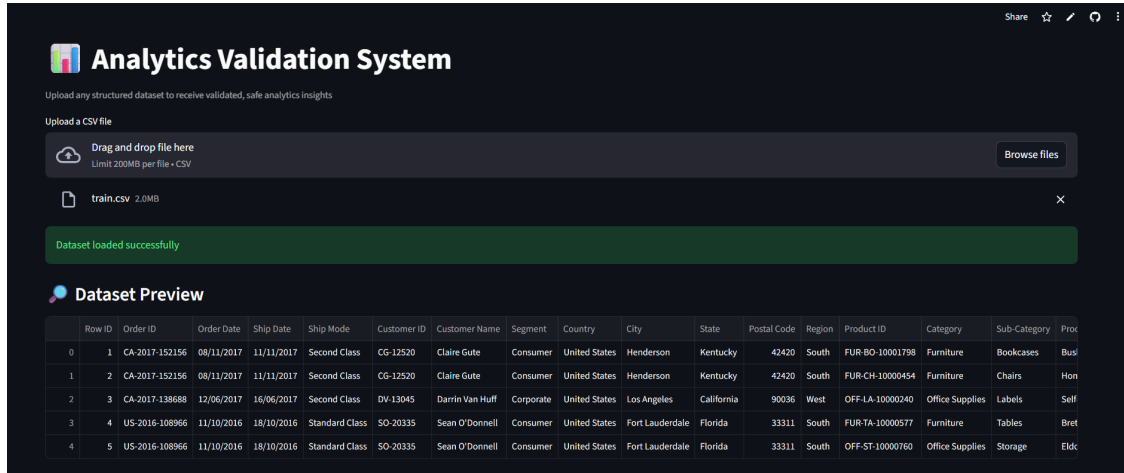 Share
Analytics Validation System
Upload any structured dataset to receive validated, safe analytics insights
Upload a CSV file
Drag and drop file here
Limit 200MB per file • CSV
Browse files
train.csv 2.0MB
Dataset loaded successfully
Dataset Preview
Row ID Order ID Order Date Ship Date Ship Mode Customer ID Customer Name Segment Country City State Postal Code Region Product ID Category Sub-Category Proc
0 1 CA-2017-152156 08/11/2017 11/11/2017 Second Class CG-12520 Claire Gute Consumer United States Henderson Kentucky 42420 South FUR-BO-10001798 Furniture Bookcases Bus
1 2 CA-2017-152156 08/11/2017 11/11/2017 Second Class CG-12520 Claire Gute Consumer United States Henderson Kentucky 42420 South FUR-CH-10000454 Furniture Chairs Hon
2 3 CA-2017-138688 12/06/2017 16/06/2017 Second Class DV-13045 Darrin Van Huff Corporate United States Los Angeles California 90036 West OFF-LA-10000240 Office Supplies Labels Self
3 4 US-2016-108966 11/10/2016 18/10/2016 Standard Class SO-20335 Sean O'Donnell Consumer United States Fort Lauderdale Florida 33311 South FUR-TA-10000577 Furniture Tables Bret
4 5 US-2016-108966 11/10/2016 18/10/2016 Standard Class SO-20335 Sean O'Donnell Consumer United States Fort Lauderdale Florida 33311 South OFF-ST-10000760 Office Supplies Storage Eldc